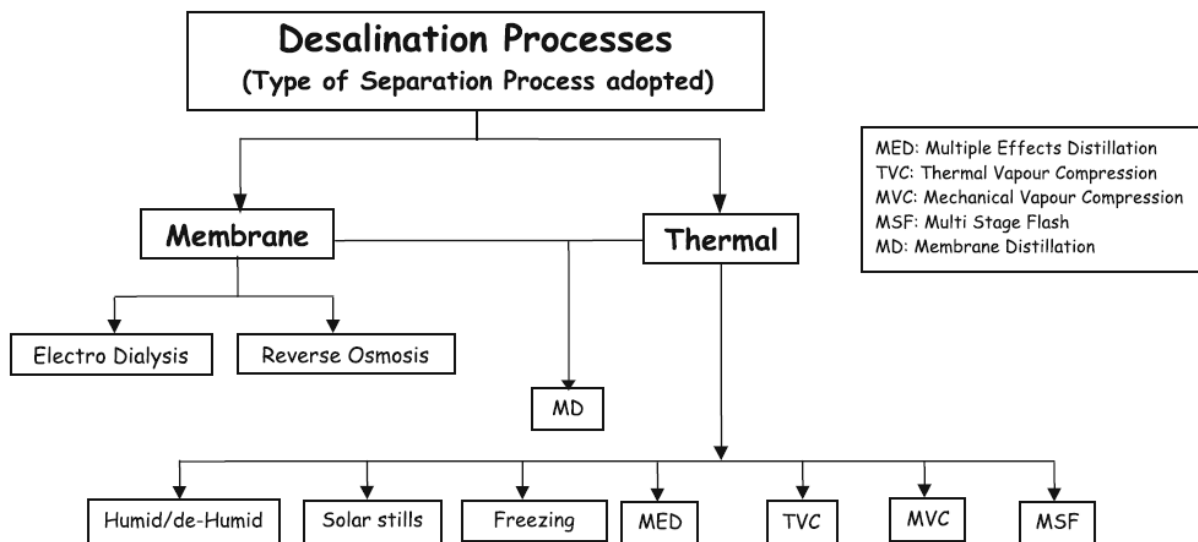 Desalination Processes
(Type of Separation Process adopted)
MED: Multiple Effects Distillation
TVC: Thermal Vapour Compression
MVC: Mechanical Vapour Compression
MSF: Multi Stage Flash
MD: Membrane Distillation
Membrane
Thermal
Electro Dialysis
Reverse Osmosis
MD
Humid/de-Humid
Solar stills
Freezing
MED
TVC
MVC
MSF